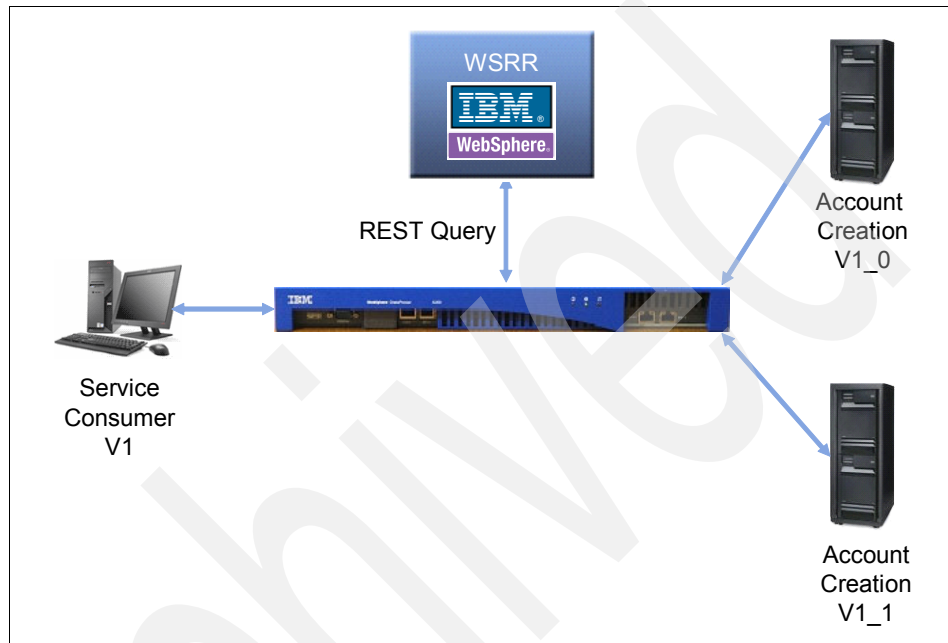 WSRR
IBM
WebSphere.
REST Query
Account
Creation
V1_0
IBM
Service
Consumer
V1
Account
Creation
V1_1